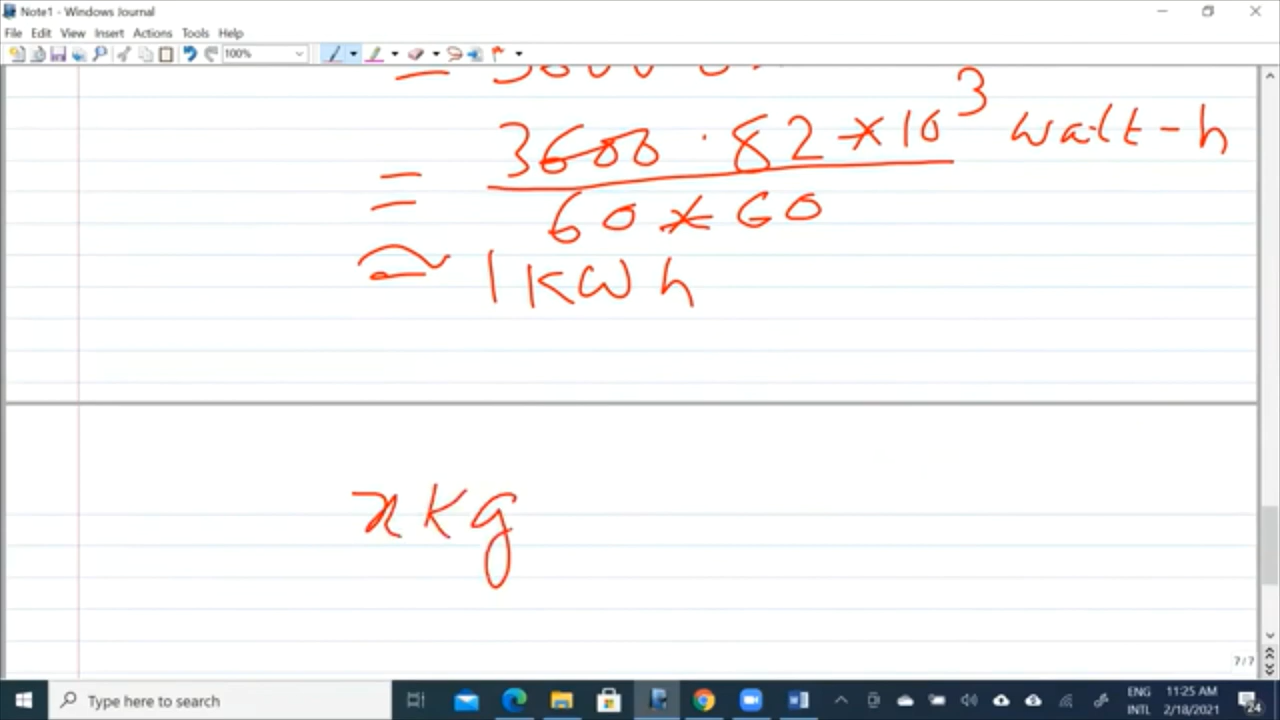 Note1 - Windows Journal
File Edit View Insert Actions Tools Help
100%
= 3600.82 * 10^3 watt-h
60 * 60
≅ 1 KWh
x Kg
7/7
Type here to search
ENG 11:25 AM
INTL 2/18/2021
24